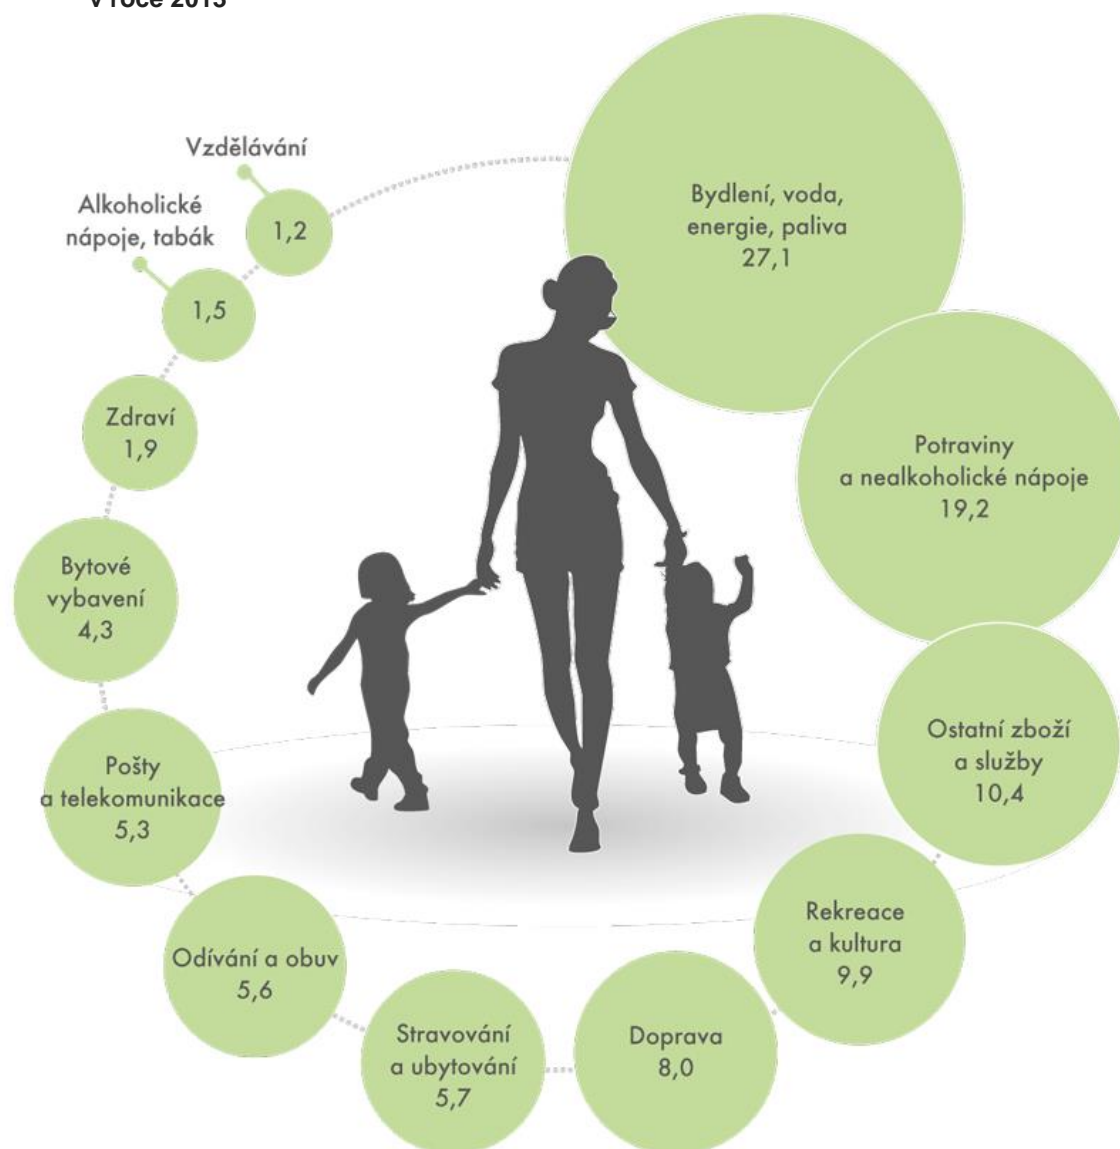 v roce 2015
Vzdělávání
1,2
Alkoholické
nápoje, tabák
1,5
Zdraví
1,9
Bytové
vybavení
4,3
Pošty
a telekomunikace
5,3
Odívání a obuv
5,6
Stravování
a ubytování
5,7
Doprava
8,0
Rekreace
a kultura
9,9
Ostatní zboží
a služby
10,4
Potraviny
a nealkoholické nápoje
19,2
Bydlení, voda,
energie, paliva
27,1